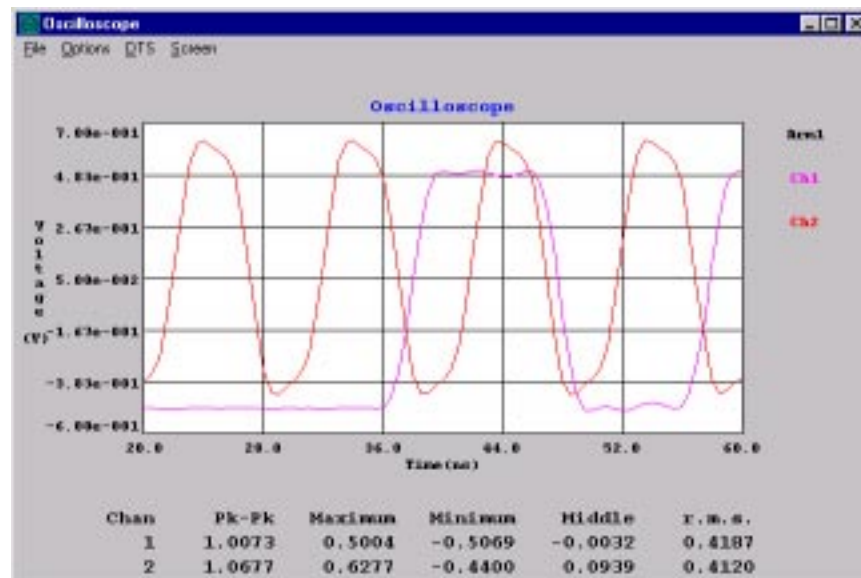 Oscilloscope
File Options DTS Screen
Oscilloscope
7.00e-001
4.83e-001
2.67e-001
5.00e-002
-1.67e-001
-3.83e-001
-6.00e-001
Voltage
(V)
20.0 28.0 36.0 44.0 52.0 60.0
Time(ns)
Arm1
Ch1
Ch2
Chan Pk-Pk Maximum Minimum Middle r.m.s.
1 1.0073 0.5004 -0.5069 -0.0032 0.4187
2 1.0677 0.6277 -0.4400 0.0939 0.4120